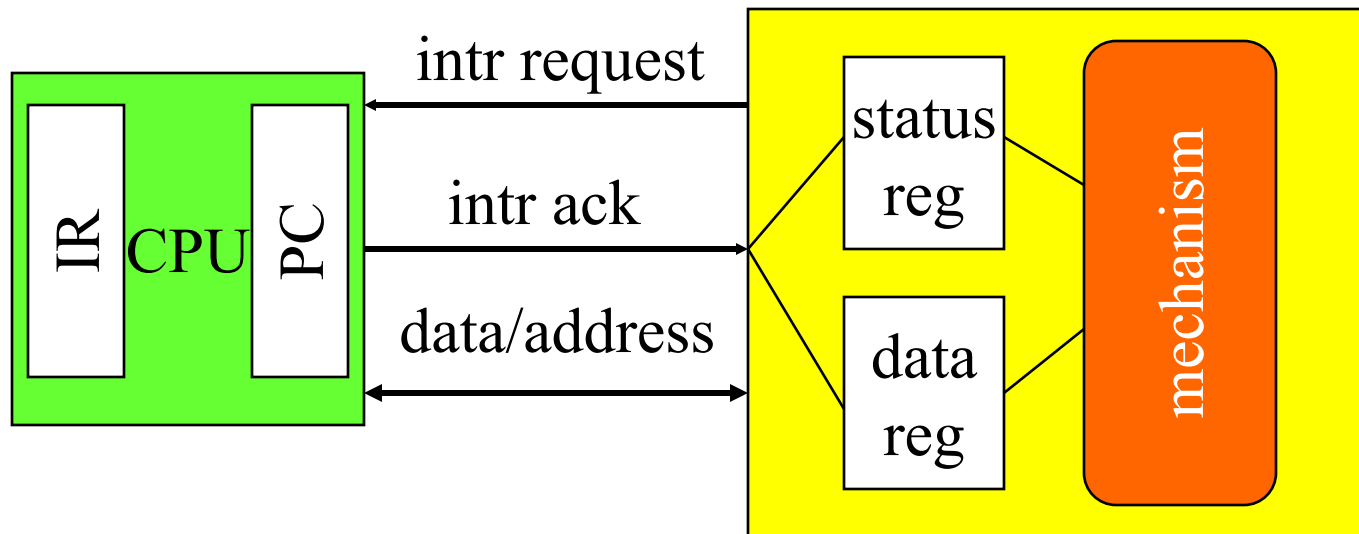 intr request
status
reg
IR
CPU
PC
intr ack
mechanism
data/address
data
reg